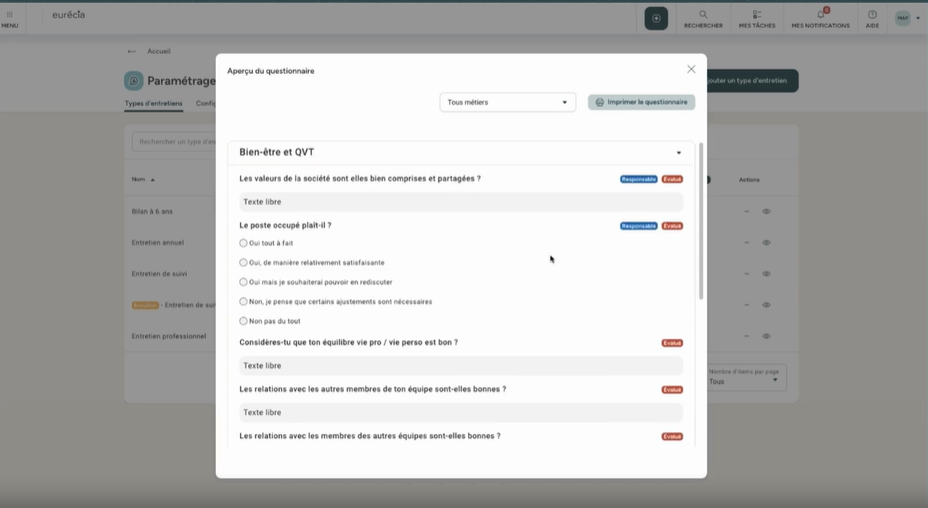 MENU
eurécia
RECHERCHER
MES TÂCHES
MES NOTIFICATIONS
AIDE
Accueil
Paramétrage
jouter un type d'entretien
Types d'entretiens
Config
Rechercher un type d'en
Nom
Actions
Bilan à 6 ans
Entretien annuel
Entretien de suivi
- Entretien de sui
Entretien professionnel
Nombre d'items par page
Tous
Aperçu du questionnaire
Tous métiers
Imprimer le questionnaire
Bien-être et QVT
Les valeurs de la société sont elles bien comprises et partagées ?
Responsable Évalué
Texte libre
Le poste occupé plaît-il ?
Responsable Évalué
Oui tout à fait
Oui, de manière relativement satisfaisante
Oui mais je souhaiterai pouvoir en rediscuter
Non, je pense que certains ajustements sont nécessaires
Non pas du tout
Considères-tu que ton équilibre vie pro / vie perso est bon ?
Évalué
Texte libre
Les relations avec les autres membres de ton équipe sont-elles bonnes ?
Évalué
Texte libre
Les relations avec les membres des autres équipes sont-elles bonnes ?
Évalué